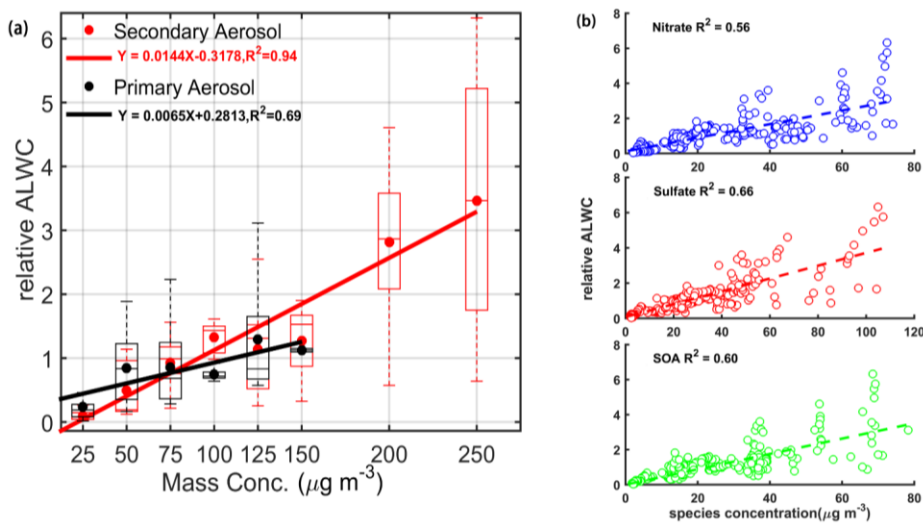 (a)
Secondary Aerosol
Y = 0.0144X-0.3178,R²=0.94
Primary Aerosol
Y = 0.0065X+0.2813,R²=0.69
relative ALWC
6
5
4
3
2
1
0
25 50 75 100 125 150 200 250
Mass Conc. (μg m⁻³)
(b)
Nitrate R² = 0.56
8
6
4
2
0
0 20 40 60 80
Sulfate R² = 0.66
relative ALWC
8
6
4
2
0
0 20 40 60 80 100 120
SOA R² = 0.60
8
6
4
2
0
0 20 40 60 80
species concentration(μg m⁻³)